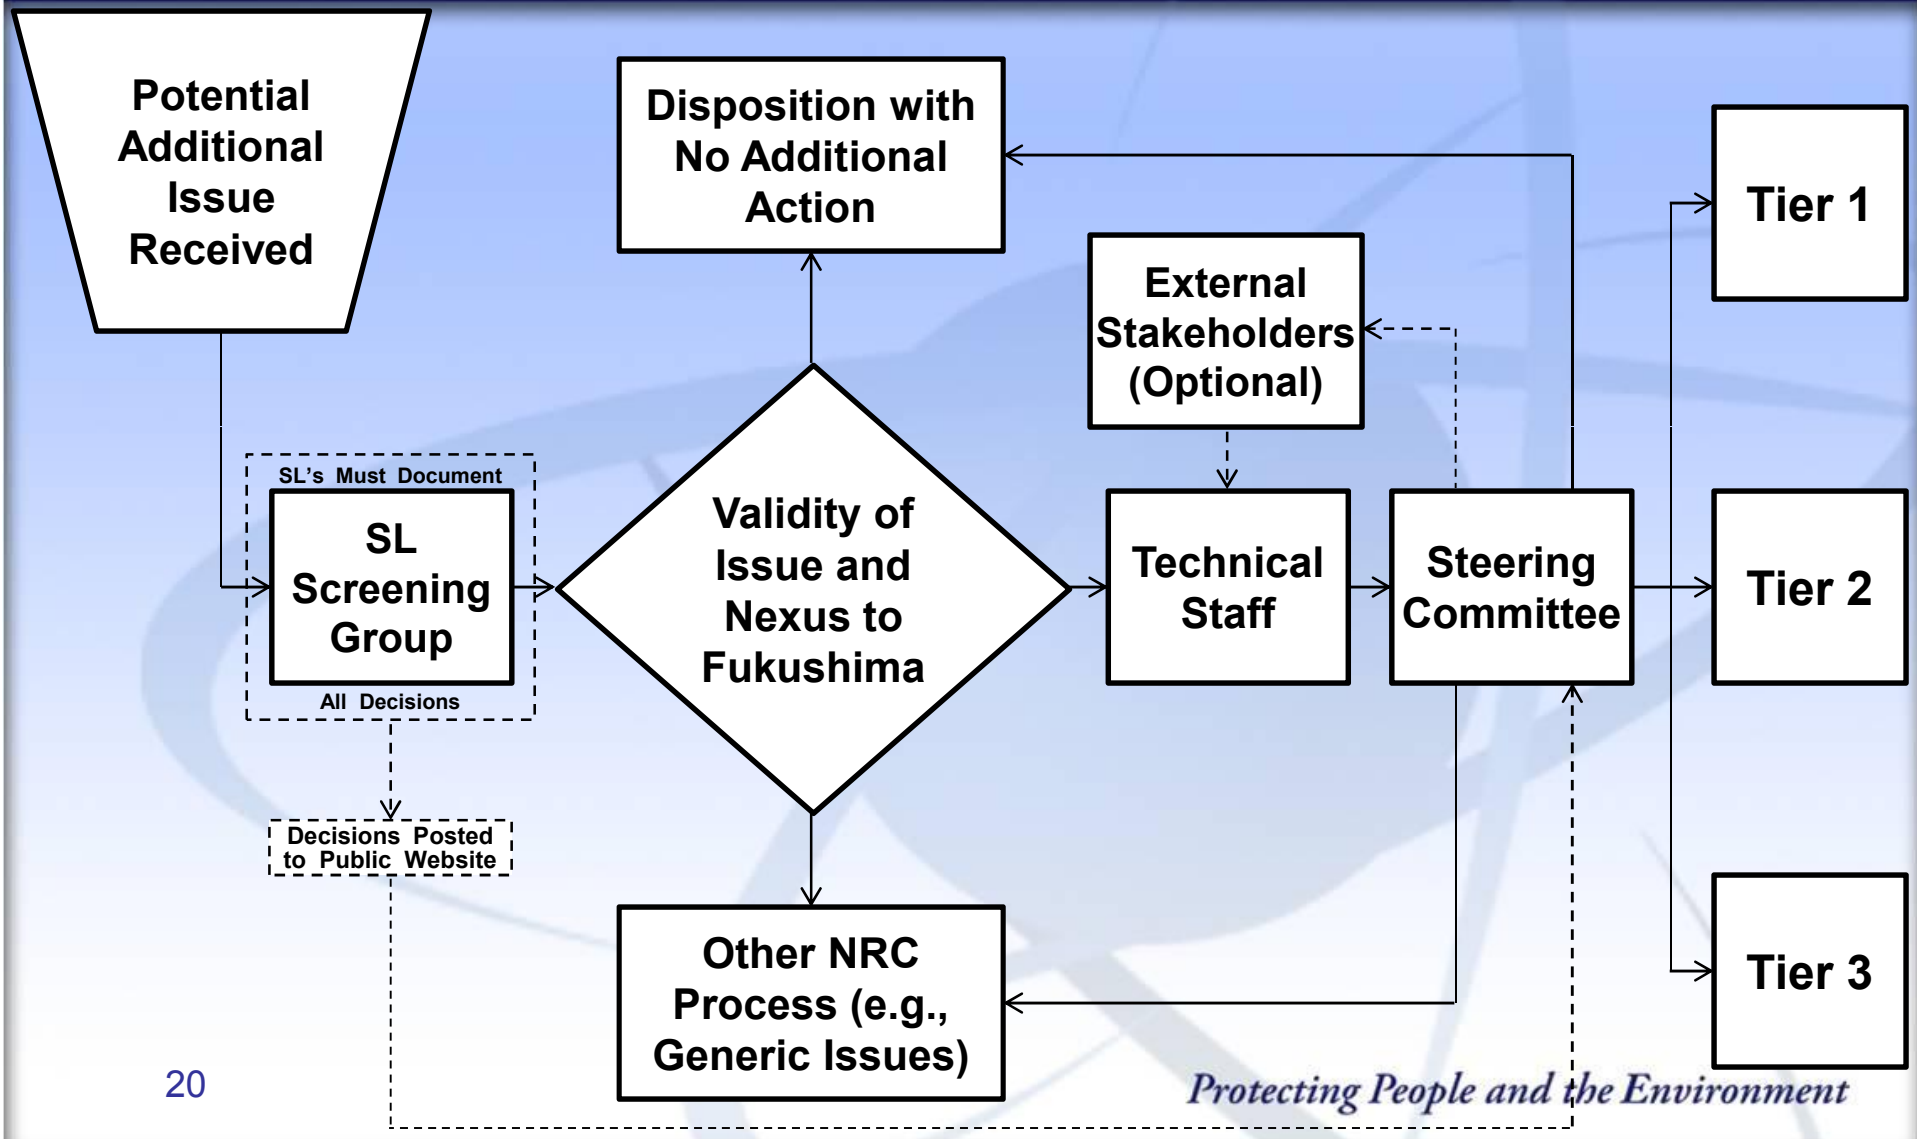 Potential
Additional
Issue
Received
Disposition with
No Additional
Action
External
Stakeholders
(Optional)
Tier 1
SL's Must Document
SL
Screening
Group
All Decisions
Validity of
Issue and
Nexus to
Fukushima
Technical
Staff
Steering
Committee
Tier 2
Decisions Posted
to Public Website
Other NRC
Process (e.g.,
Generic Issues)
Tier 3
20
Protecting People and the Environment